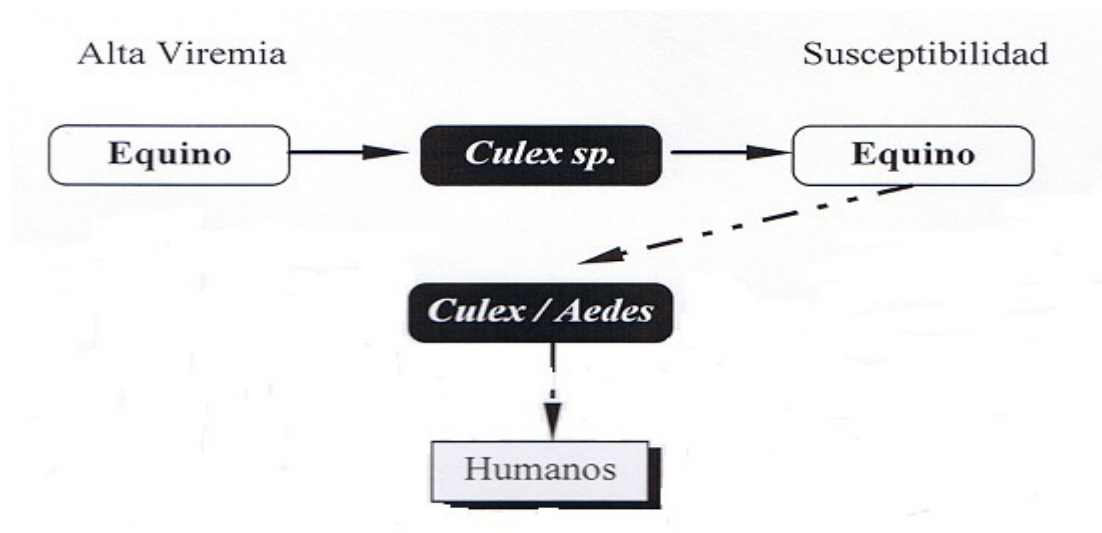 Alta Viremia
Susceptibilidad
Equino
Culex sp.
Equino
Culex / Aedes
Humanos